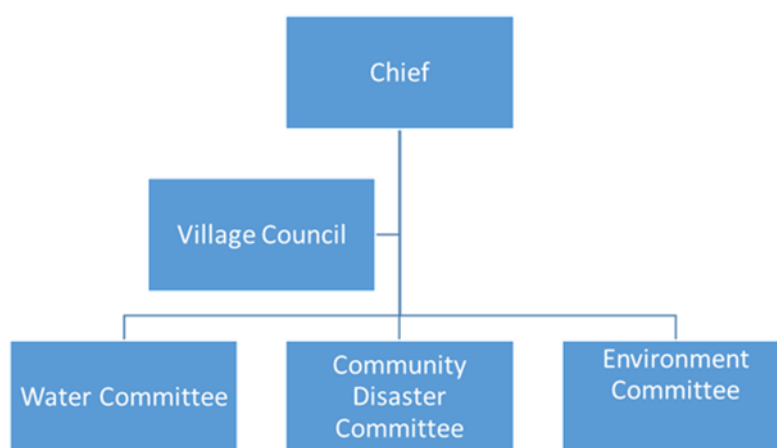 Chief
Village Council
Water Committee
Community
Disaster
Committee
Environment
Committee